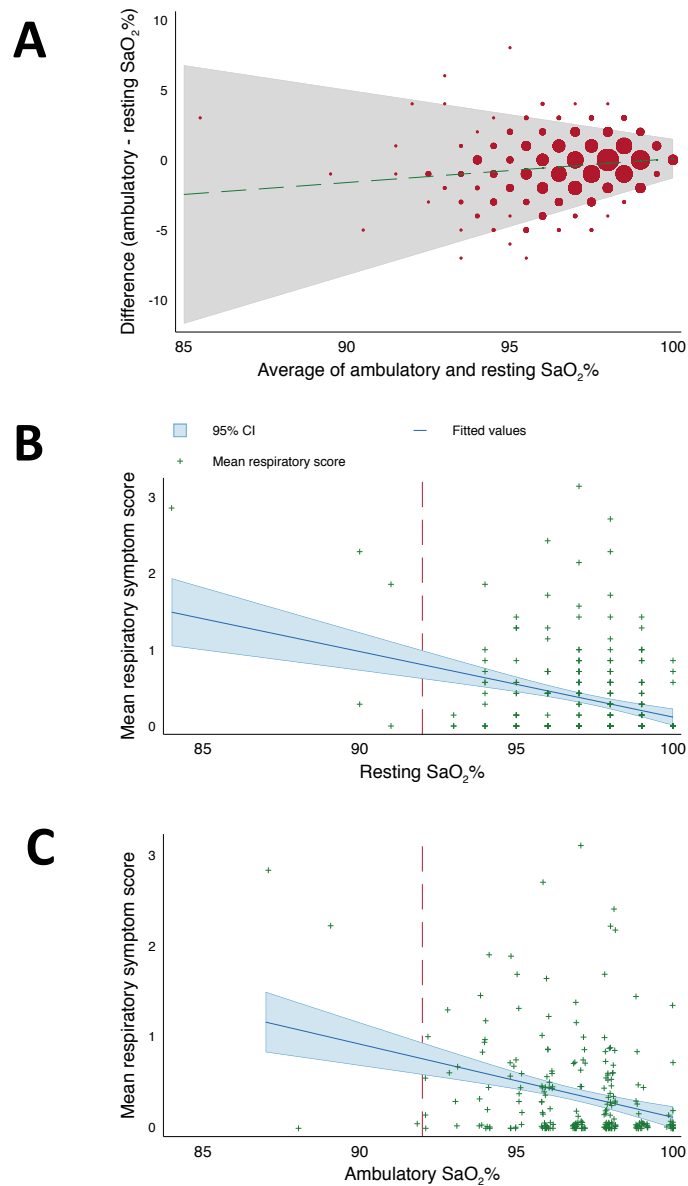 A
Difference (ambulatory - resting SaO₂%)
10
5
0
-5
-10
85
90
95
100
Average of ambulatory and resting SaO₂%
B
95% CI
Fitted values
Mean respiratory score
Mean respiratory symptom score
3
2
1
0
85
90
95
100
Resting SaO₂%
C
Mean respiratory symptom score
3
2
1
0
85
90
95
100
Ambulatory SaO₂%